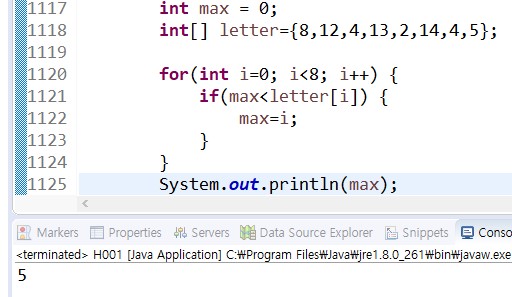 1117 int max = 0;
1118 int[] letter={8,12,4,13,2,14,4,5};
1119
1120 for(int i=0; i<8; i++) {
1121 if(max<letter[i]) {
1122 max=i;
1123 }
1124 }
1125 System.out.println(max);
Markers Properties Servers Data Source Explorer Snippets Conso
<terminated> H001 [Java Application] C:₩Program Files₩Java₩jre1.8.0_261₩bin₩javaw.exe
5